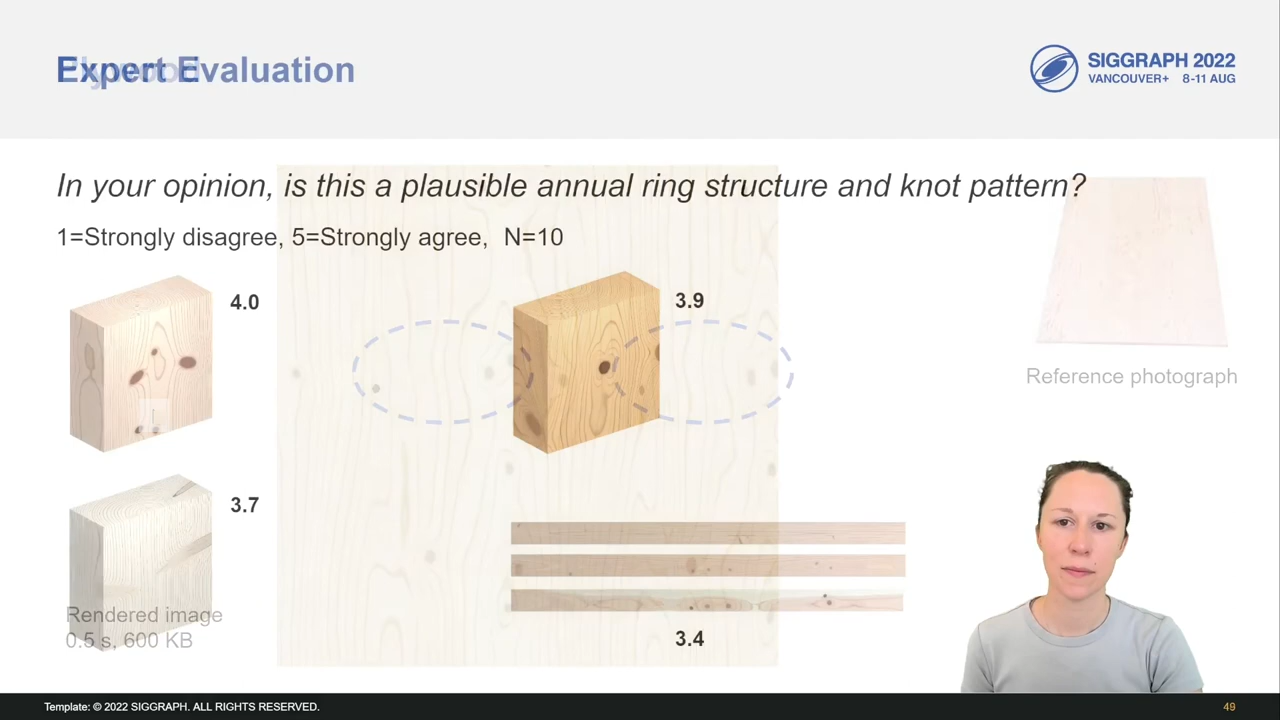 Expert Evaluation
SIGGRAPH 2022
VANCOUVER+ 8-11 AUG
In your opinion, is this a plausible annual ring structure and knot pattern?
1=Strongly disagree, 5=Strongly agree, N=10
4.0
3.9
Reference photograph
3.7
Rendered image
0.5 s, 600 KB
3.4
Template: © 2022 SIGGRAPH. ALL RIGHTS RESERVED.
49